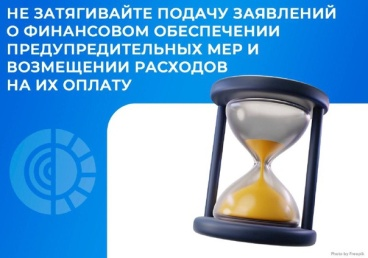 НЕ ЗАТЯГИВАЙТЕ ПОДАЧУ ЗАЯВЛЕНИЙ
О ФИНАНСОВОМ ОБЕСПЕЧЕНИИ
ПРЕДУПРЕДИТЕЛЬНЫХ МЕР И
ВОЗМЕЩЕНИИ РАСХОДОВ
НА ИХ ОПЛАТУ
Photo by Freepik